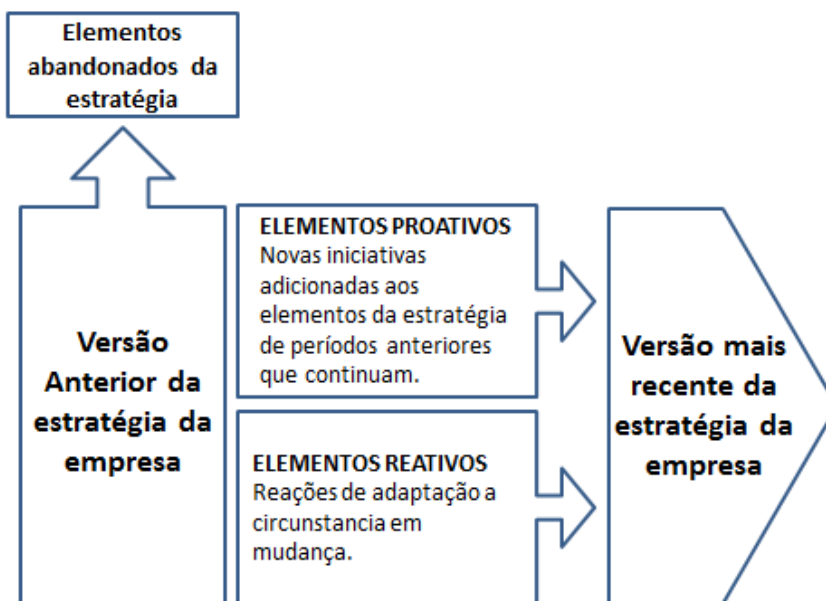 Elementos
abandonados da
estratégia
Versão
Anterior da
estratégia da
empresa
ELEMENTOS PROATIVOS
Novas iniciativas
adicionadas aos
elementos da estratégia
de períodos anteriores
que continuam.
ELEMENTOS REATIVOS
Reações de adaptação a
circunstancia em
mudança.
Versão mais
recente da
estratégia da
empresa